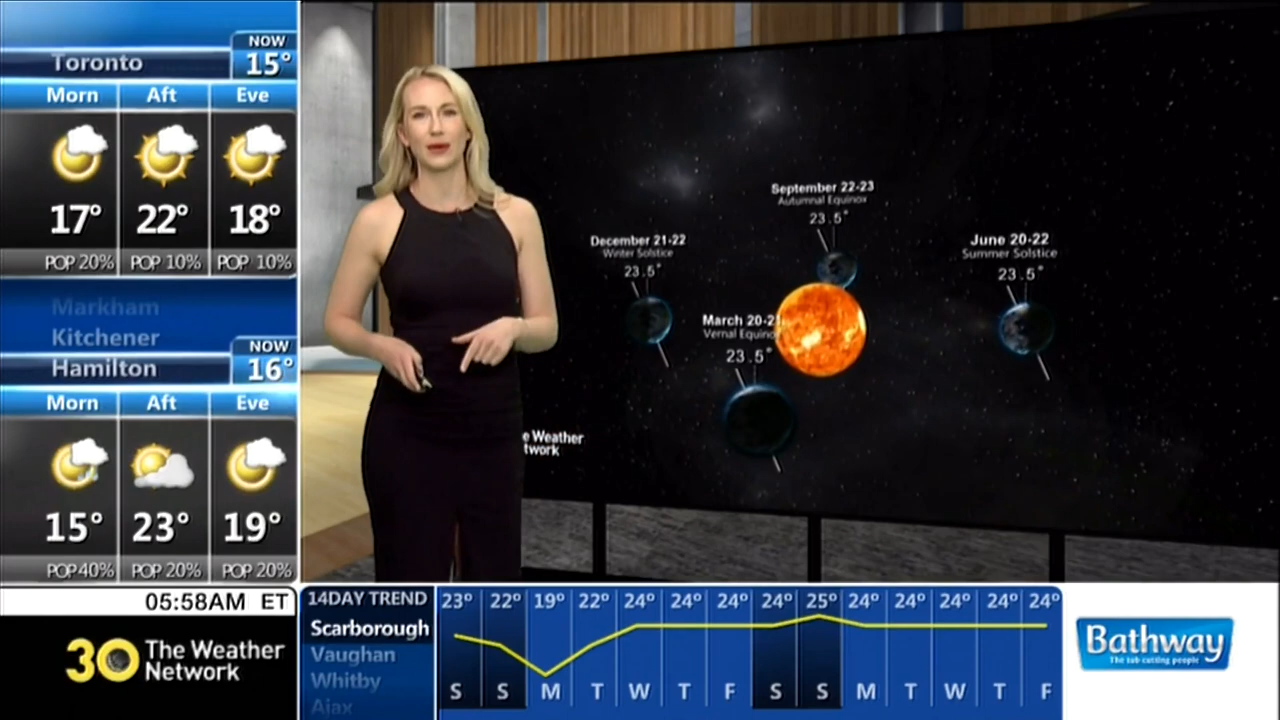 NOW
Toronto 15°
Morn Aft Eve
17° 22° 18°
POP 20% POP 10% POP 10%
Markham
Kitchener
NOW
Hamilton 16°
Morn Aft Eve
15° 23° 19°
POP 40% POP 20% POP 20%
05:58AM ET
30 The Weather
Network
September 22-23
Autumnal Equinox
23.5°
December 21-22
Winter Solstice
23.5°
June 20-22
Summer Solstice
23.5°
March 20-21
Vernal Equinox
23.5°
e Weather
twork
14DAY TREND
Scarborough
Vaughan
Whitby
Ajax
23° 22° 19° 22° 24° 24° 24° 24° 25° 24° 24° 24° 24° 24°
S S M T W T F S S M T W T F
Bathway
The tub cutting people